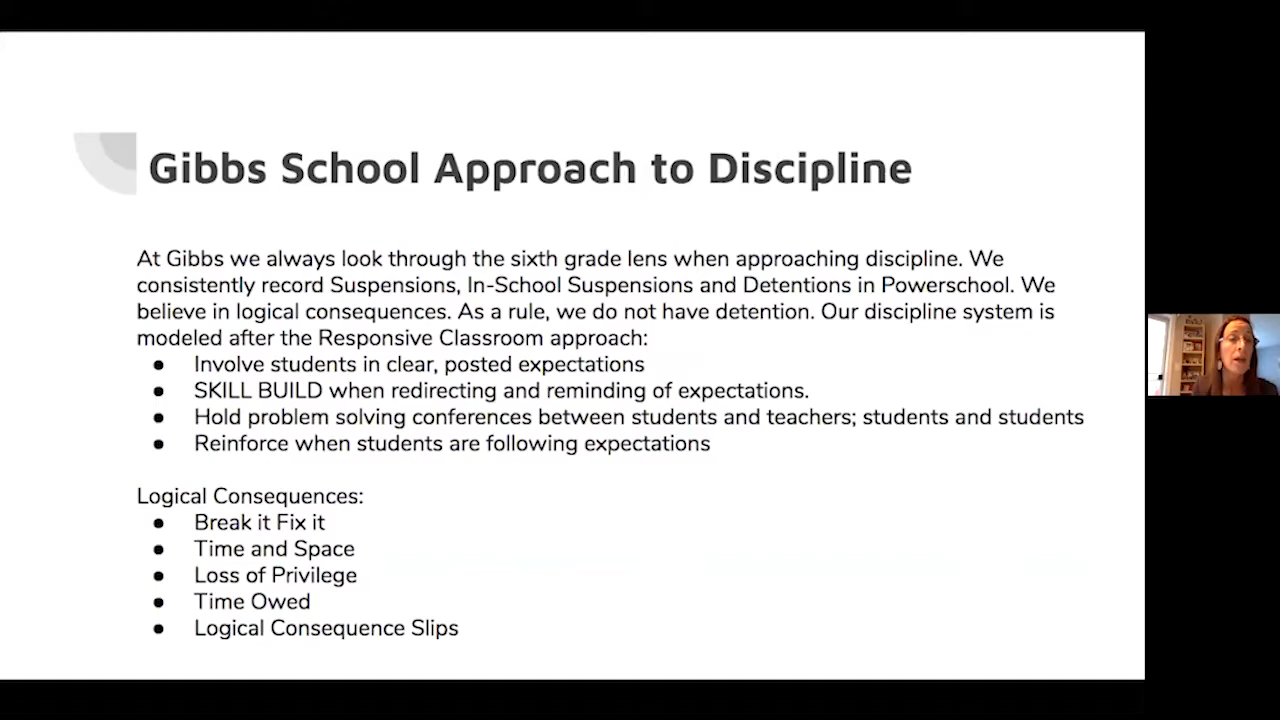 Gibbs School Approach to Discipline
At Gibbs we always look through the sixth grade lens when approaching discipline. We
consistently record Suspensions, In-School Suspensions and Detentions in Powerschool. We
believe in logical consequences. As a rule, we do not have detention. Our discipline system is
modeled after the Responsive Classroom approach:
● Involve students in clear, posted expectations
● SKILL BUILD when redirecting and reminding of expectations.
● Hold problem solving conferences between students and teachers; students and students
● Reinforce when students are following expectations
Logical Consequences:
● Break it Fix it
● Time and Space
● Loss of Privilege
● Time Owed
● Logical Consequence Slips